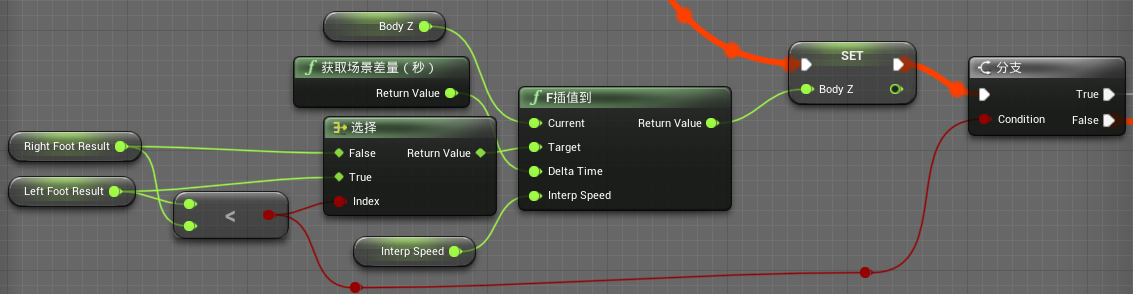 Body Z
获取场景差量（秒）
Return Value
选择
False
Return Value
True
Index
Right Foot Result
Left Foot Result
<
Interp Speed
F插值到
Current
Return Value
Target
Delta Time
Interp Speed
SET
Body Z
分支
True
Condition
False